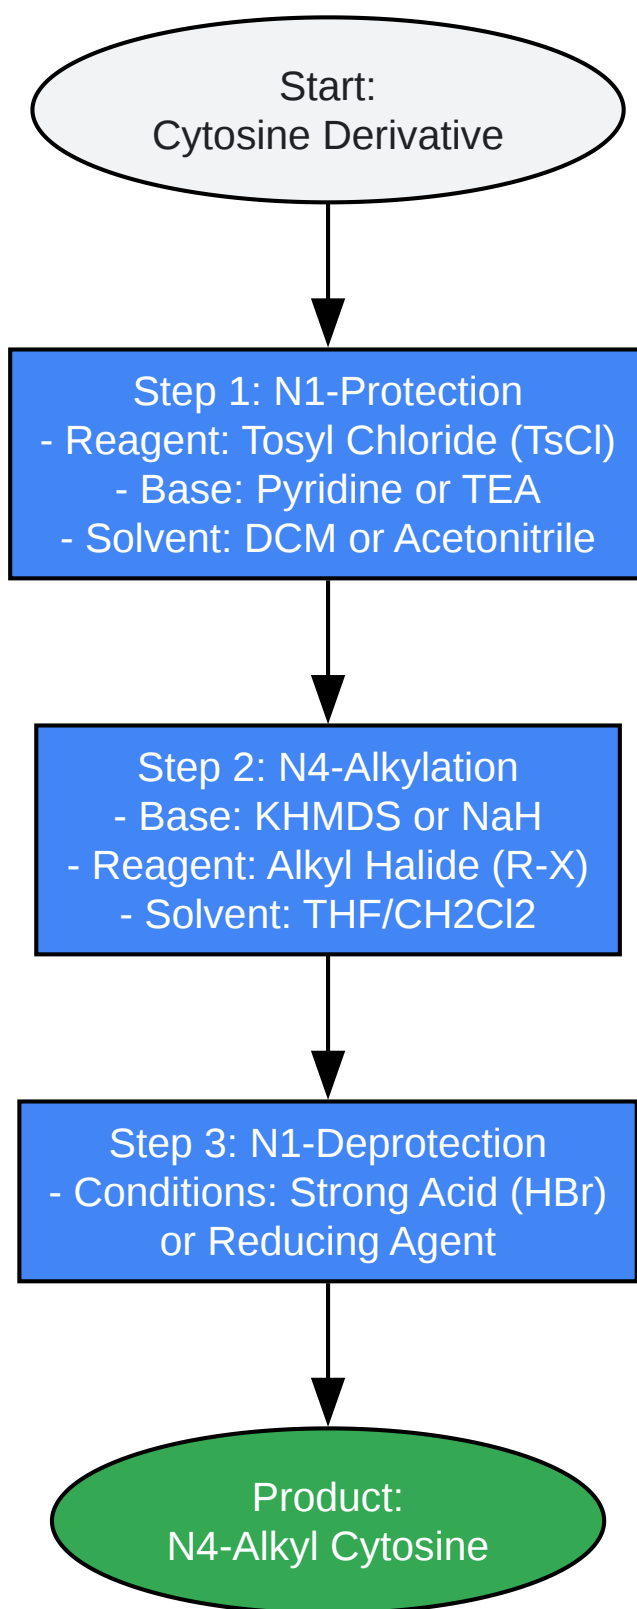 Start:
Cytosine Derivative
Step 1: N1-Protection
- Reagent: Tosyl Chloride (TsCl)
- Base: Pyridine or TEA
- Solvent: DCM or Acetonitrile
Step 2: N4-Alkylation
- Base: KHMDS or NaH
- Reagent: Alkyl Halide (R-X)
- Solvent: THF/CH2Cl2
Step 3: N1-Deprotection
- Conditions: Strong Acid (HBr)
or Reducing Agent
Product:
N4-Alkyl Cytosine